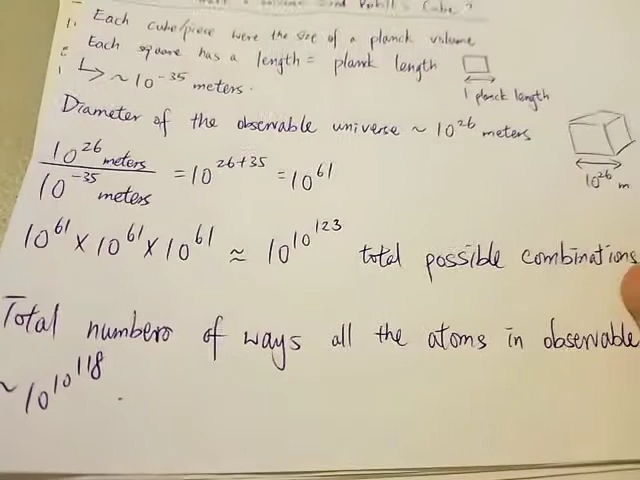 Rubik's Cube?
1. Each cube/piece were the size of a planck volume
Each square has a length = planck length
↳ ~ 10^-35 meters.
1 planck length
Diameter of the observable universe ~ 10^26 meters
10^26 meters / 10^-35 meters = 10^26+35 = 10^61
10^26 m
10^61 x 10^61 x 10^61 ≈ 10^10^123 total possible combinations
Total numbers of ways all the atoms in observable
~ 10^10^118.